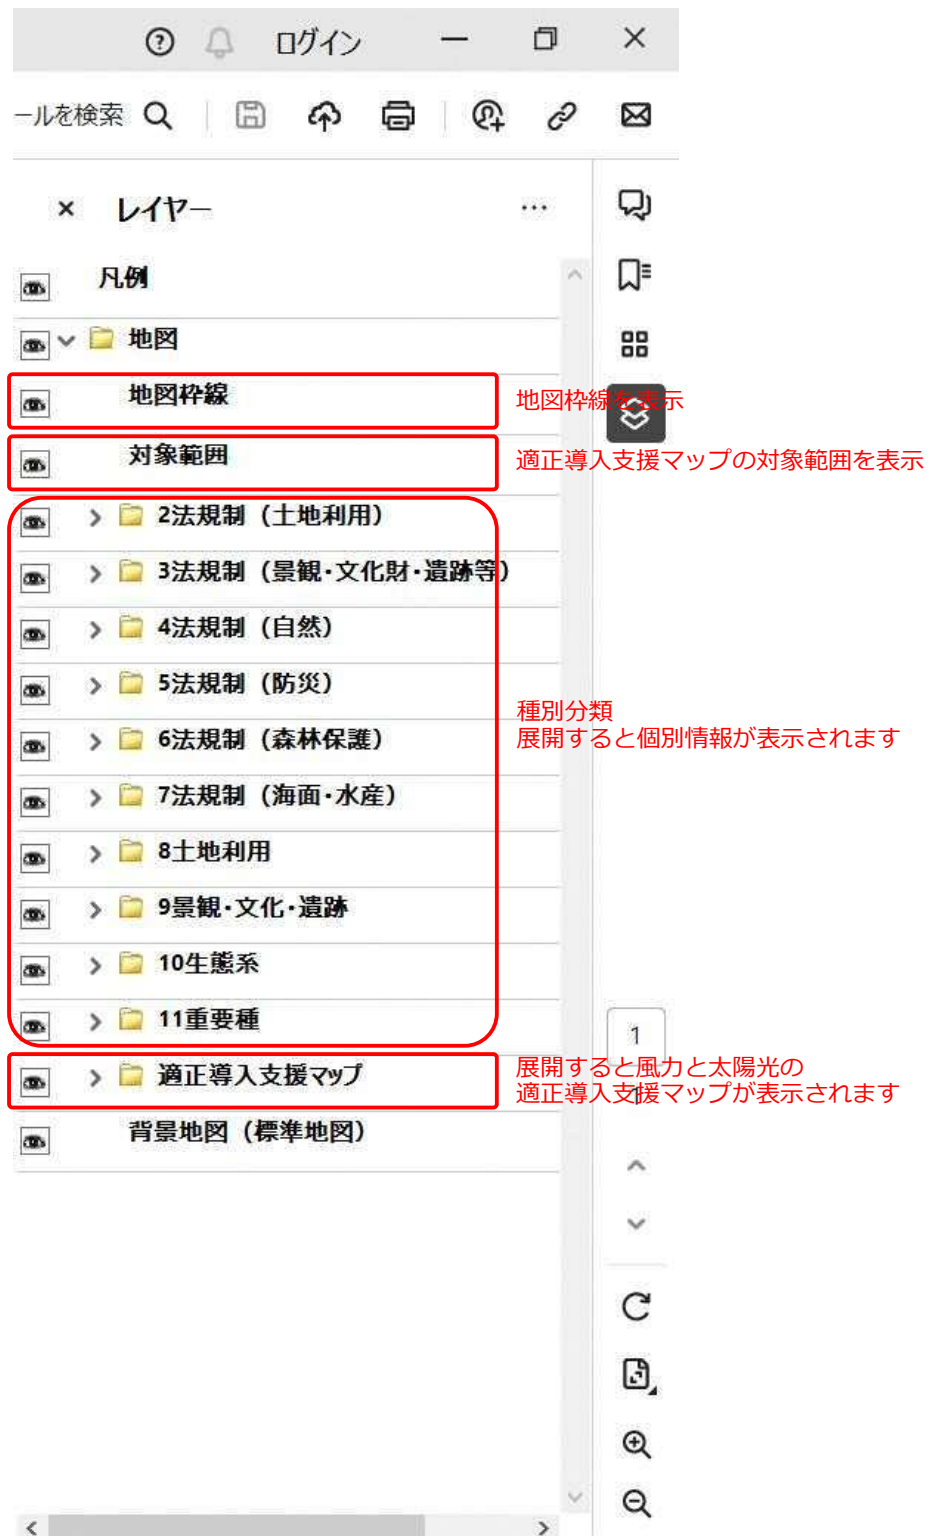 ログイン
ールを検索
レイヤー
凡例
地図
地図枠線
地図枠線を表示
対象範囲
適正導入支援マップの対象範囲を表示
2法規制（土地利用）
3法規制（景観・文化財・遺跡等）
4法規制（自然）
5法規制（防災）
種別分類
展開すると個別情報が表示されます
6法規制（森林保護）
7法規制（海面・水産）
8土地利用
9景観・文化・遺跡
10生態系
11重要種
1
適正導入支援マップ
展開すると風力と太陽光の
適正導入支援マップが表示されます
1
背景地図（標準地図）